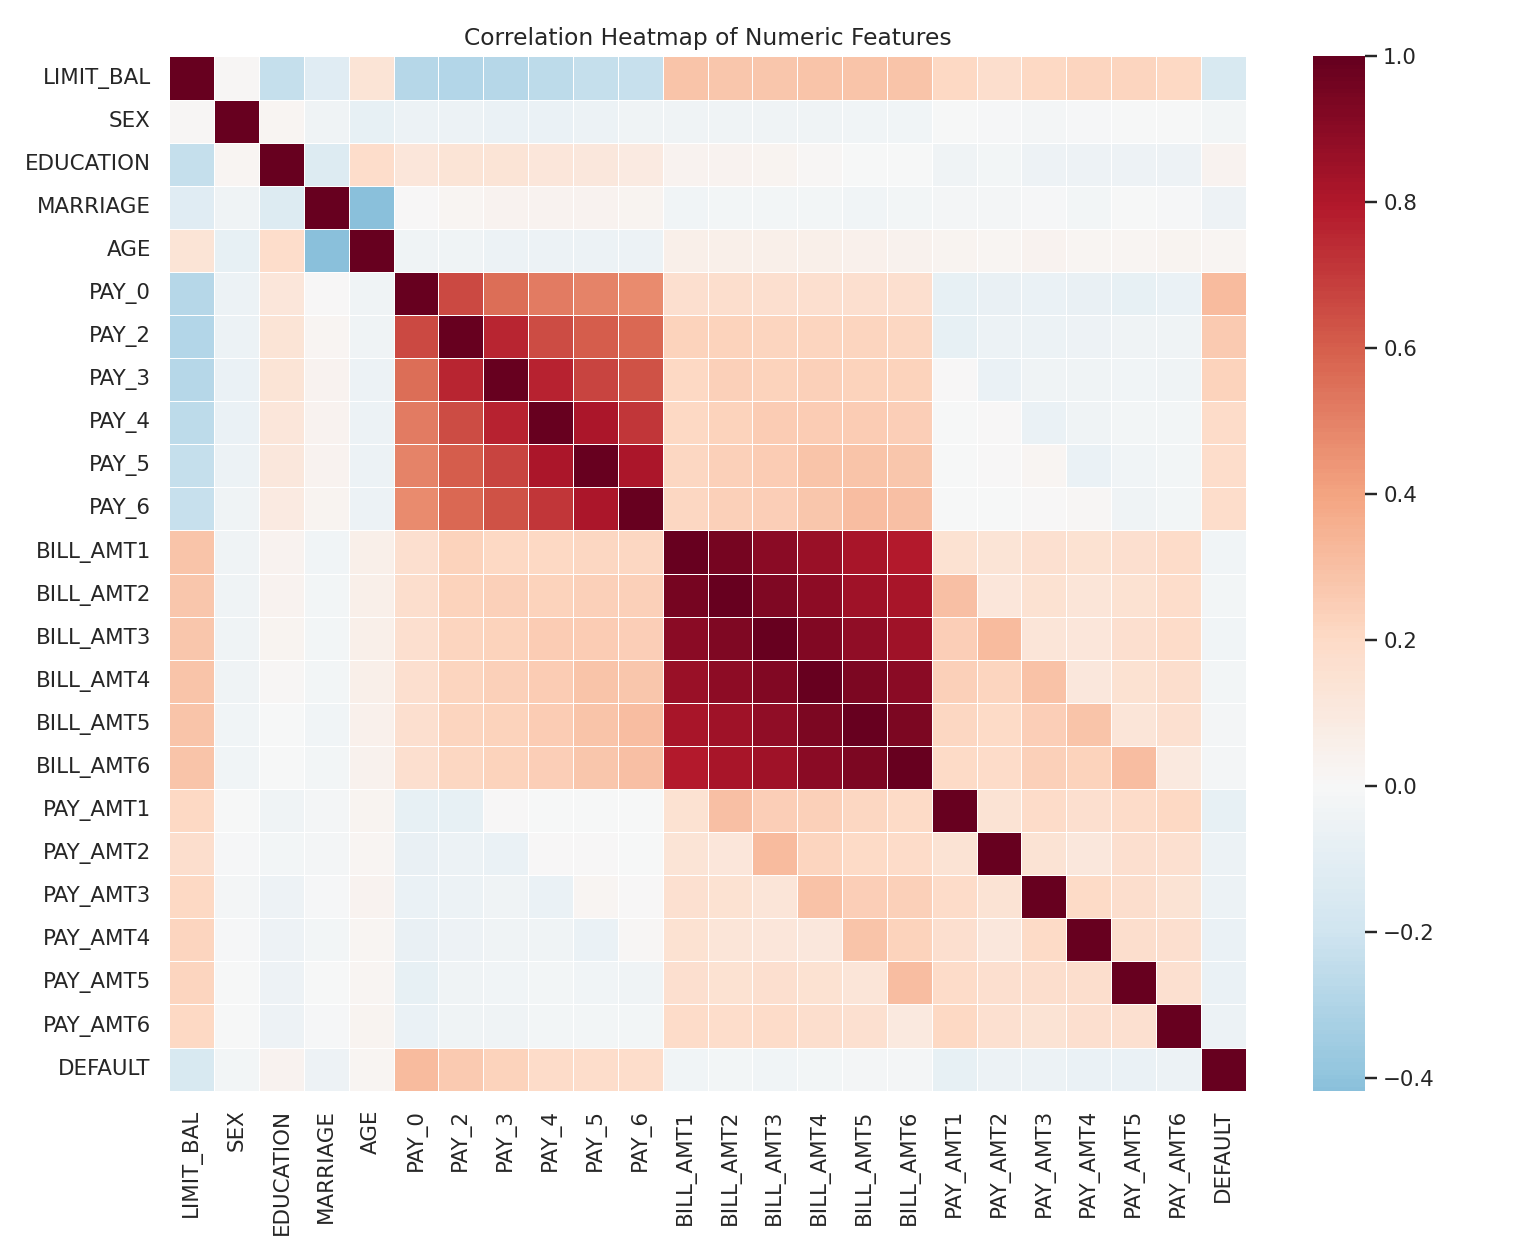 Correlation Heatmap of Numeric Features
LIMIT_BAL
SEX
EDUCATION
MARRIAGE
AGE
PAY_0
PAY_2
PAY_3
PAY_4
PAY_5
PAY_6
BILL_AMT1
BILL_AMT2
BILL_AMT3
BILL_AMT4
BILL_AMT5
BILL_AMT6
PAY_AMT1
PAY_AMT2
PAY_AMT3
PAY_AMT4
PAY_AMT5
PAY_AMT6
DEFAULT
LIMIT_BAL
SEX
EDUCATION
MARRIAGE
AGE
PAY_0
PAY_2
PAY_3
PAY_4
PAY_5
PAY_6
BILL_AMT1
BILL_AMT2
BILL_AMT3
BILL_AMT4
BILL_AMT5
BILL_AMT6
PAY_AMT1
PAY_AMT2
PAY_AMT3
PAY_AMT4
PAY_AMT5
PAY_AMT6
DEFAULT
1.0
0.8
0.6
0.4
0.2
0.0
−0.2
−0.4